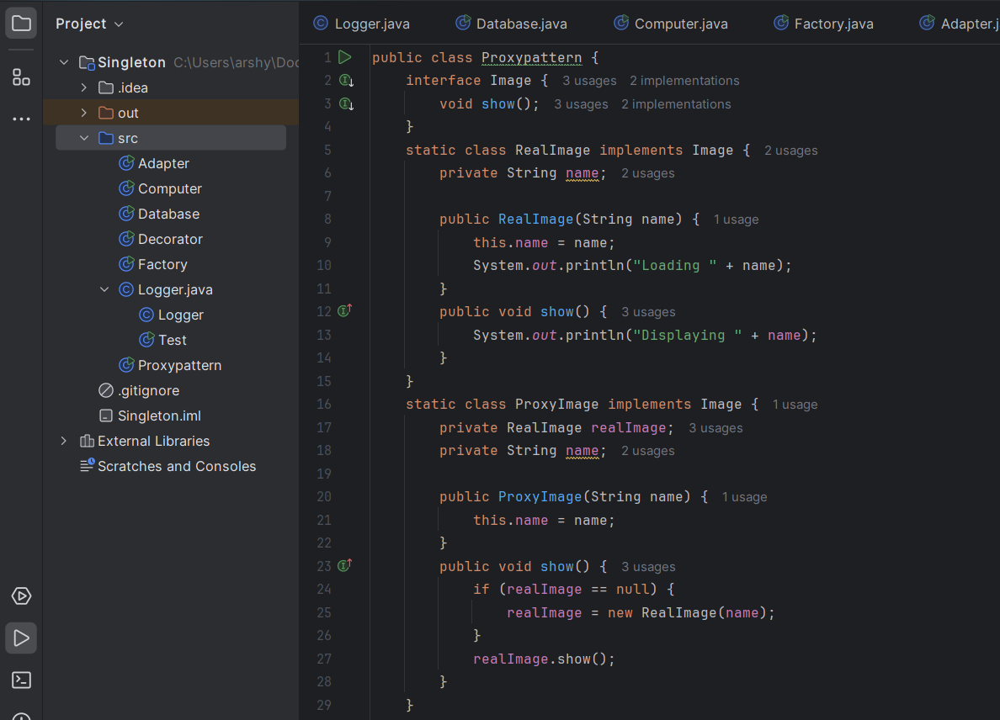 Project
Logger.java Database.java Computer.java Factory.java Adapter.j
Singleton C:\Users\arshy\Doc
.idea
out
src
Adapter
Computer
Database
Decorator
Factory
Logger.java
Logger
Test
Proxypattern
.gitignore
Singleton.iml
External Libraries
Scratches and Consoles
1 public class Proxypattern {
2 interface Image { 3 usages 2 implementations
3 void show(); 3 usages 2 implementations
4 }
5 static class RealImage implements Image { 2 usages
6 private String name; 2 usages
7
8 public RealImage(String name) { 1 usage
9 this.name = name;
10 System.out.println("Loading " + name);
11 }
12 public void show() { 3 usages
13 System.out.println("Displaying " + name);
14 }
15 }
16 static class ProxyImage implements Image { 1 usage
17 private RealImage realImage; 3 usages
18 private String name; 2 usages
19
20 public ProxyImage(String name) { 1 usage
21 this.name = name;
22 }
23 public void show() { 3 usages
24 if (realImage == null) {
25 realImage = new RealImage(name);
26 }
27 realImage.show();
28 }
29 }